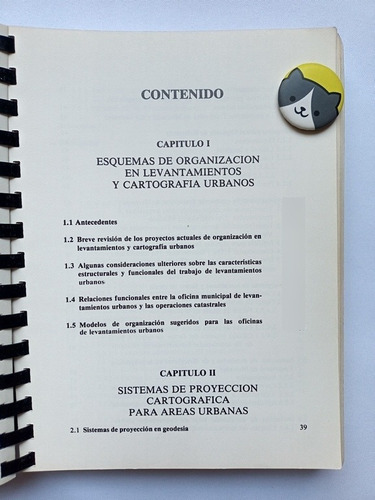 CONTENIDO
CAPITULO I
ESQUEMAS DE ORGANIZACION
EN LEVANTAMIENTOS
Y CARTOGRAFIA URBANOS
1.1 Antecedentes
1.2 Breve revisión de los proyectos actuales de organización en
levantamientos y cartografía urbanos
1.3 Algunas consideraciones ulteriores sobre las características
estructurales y funcionales del trabajo de levantamientos
urbanos
1.4 Relaciones funcionales entre la oficina municipal de levan-
tamientos urbanos y las operaciones catastrales
1.5 Modelos de organización sugeridos para las oficinas
de levantamientos urbanos
CAPITULO II
SISTEMAS DE PROYECCION
CARTOGRAFICA
PARA AREAS URBANAS
2.1 Sistemas de proyección en geodesia 39